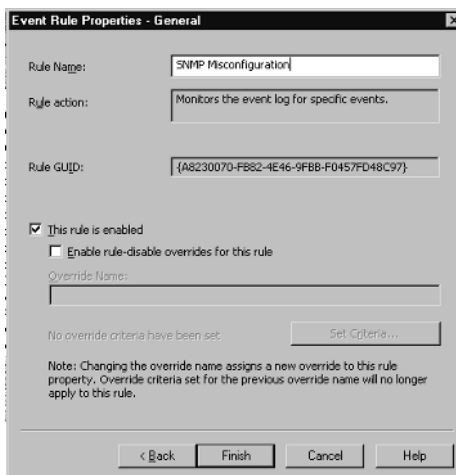 Event Rule Properties - General
Rule Name:
SNMP Misconfiguration
Rule action:
Monitors the event log for specific events.
Rule GUID:
{A8230070-FB82-4E46-9FBB-F0457FD48C97}
This rule is enabled
Enable rule-disable overrides for this rule
Override Name:
No override criteria have been set
Set Criteria...
Note: Changing the override name assigns a new override to this rule
property. Override criteria set for the previous override name will no longer
apply to this rule.
< Back
Finish
Cancel
Help